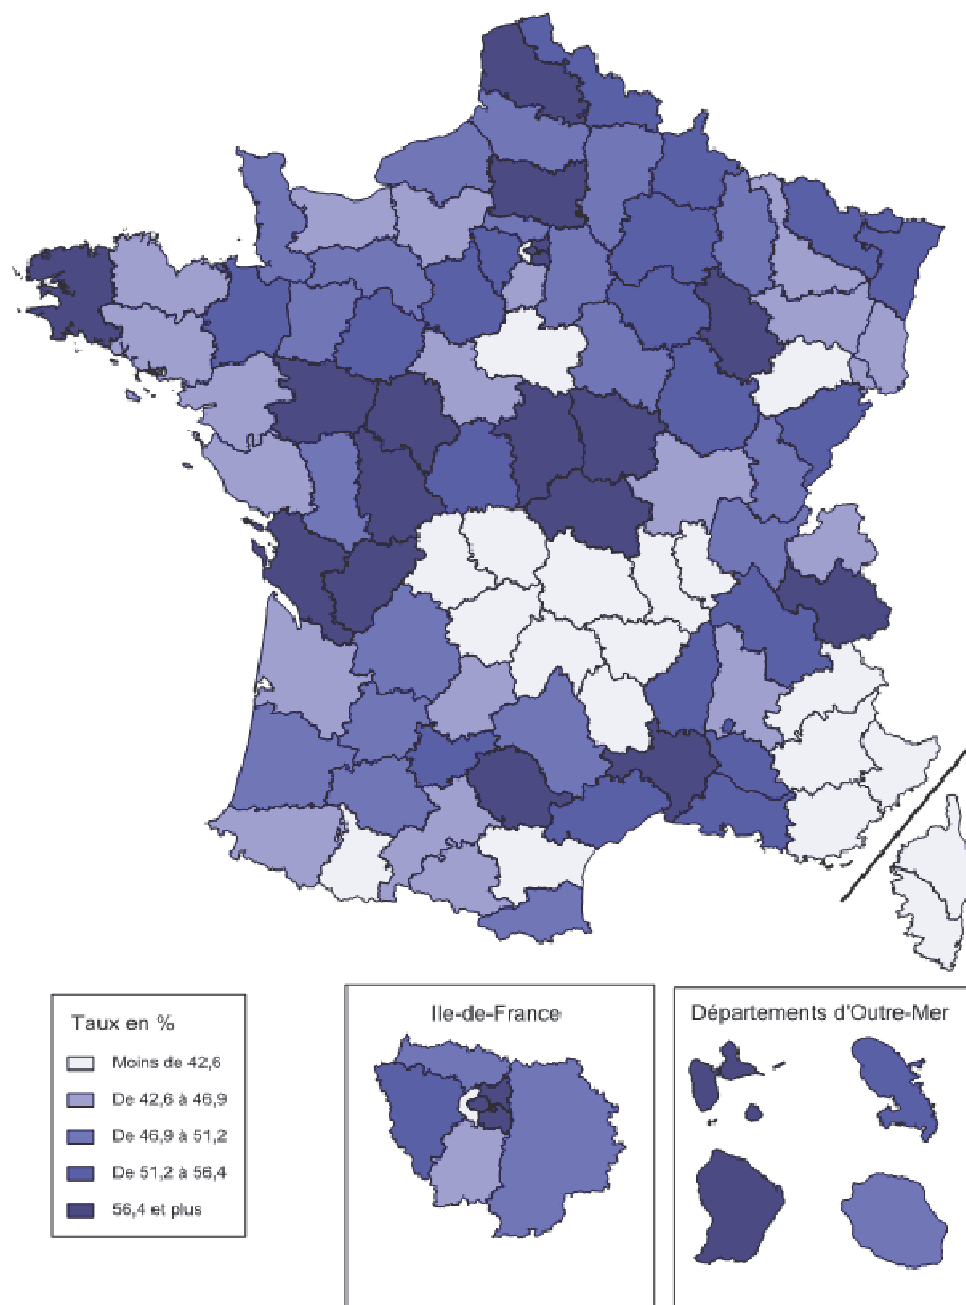 Taux en %
Moins de 42,6
De 42,6 à 46,9
De 46,9 à 51,2
De 51,2 à 56,4
56,4 et plus
Ile-de-France
Départements d'Outre-Mer